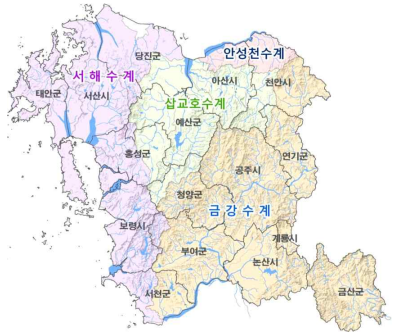 안성천수계
당진군
서해수계
아산시
천안시
태안군
서산시
삽교호수계
예산군
홍성군
연기군
공주시
청양군
금강수계
보령시
계룡시
부여군
논산시
서천군
금산군